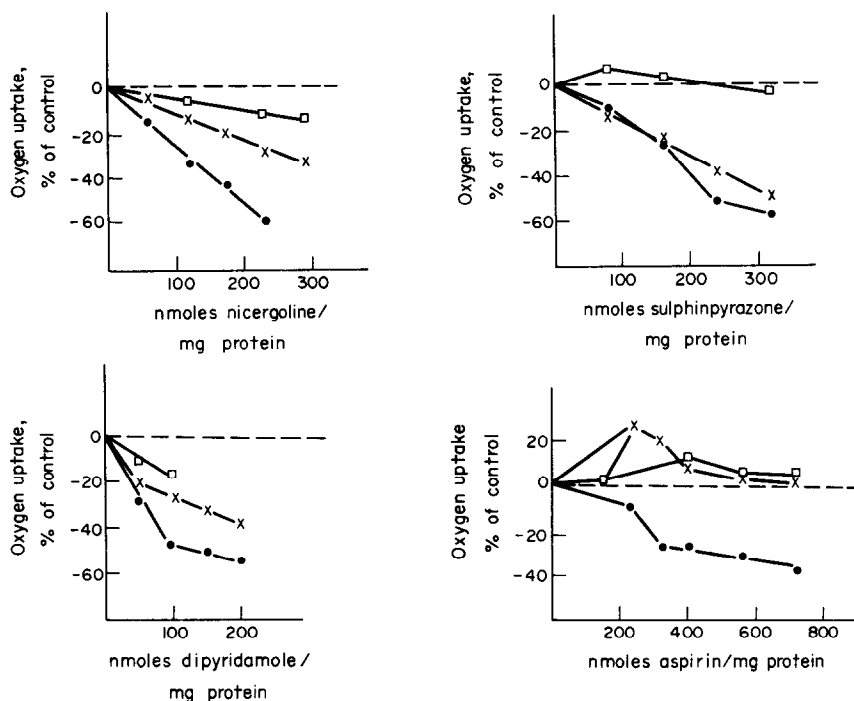 Oxygen uptake,
% of control
0
-20
-40
-60
100 200 300
nmoles nicergoline/
mg protein
Oxygen uptake,
% of control
0
-20
-40
-60
100 200 300
nmoles sulphinpyrazone/
mg protein
Oxygen uptake,
% of control
0
-20
-40
-60
100 200
nmoles dipyridamole/
mg protein
Oxygen uptake
% of control
20
0
-20
-40
200 400 600 800
nmoles aspirin/mg protein